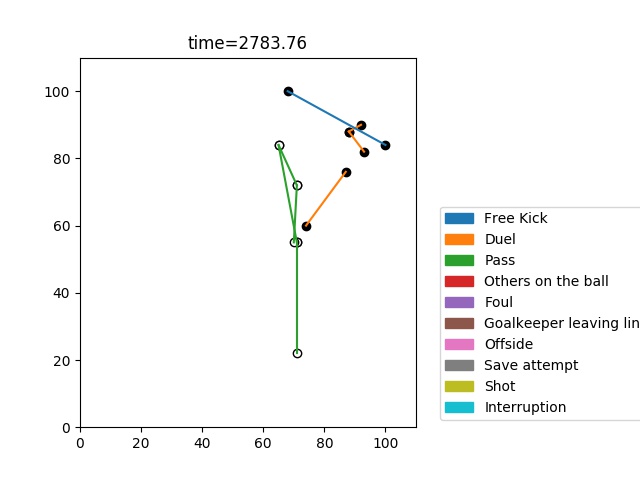 time=2783.76
100
80
60
40
20
0
0 20 40 60 80 100
Free Kick
Duel
Pass
Others on the ball
Foul
Goalkeeper leaving lin
Offside
Save attempt
Shot
Interruption